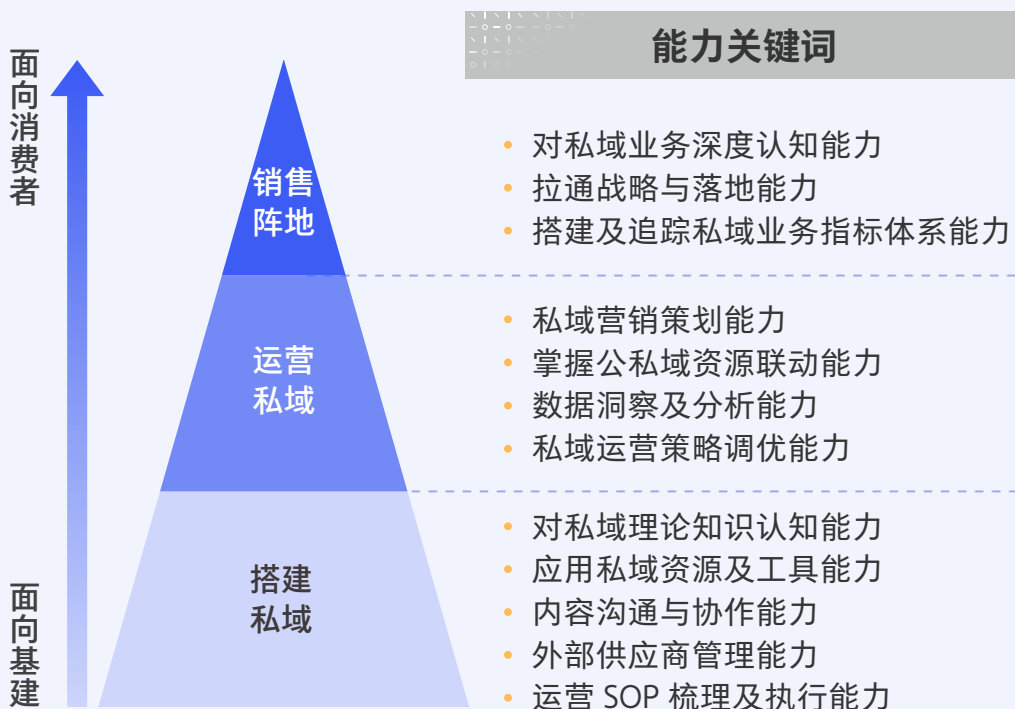 能力关键词
面向消费者
销售
阵地
对私域业务深度认知能力
拉通战略与落地能力
搭建及追踪私域业务指标体系能力
运营
私域
私域营销策划能力
掌握公私域资源联动能力
数据洞察及分析能力
私域运营策略调优能力
搭建
私域
对私域理论知识认知能力
应用私域资源及工具能力
内容沟通与协作能力
外部供应商管理能力
运营 SOP 梳理及执行能力
面向基建